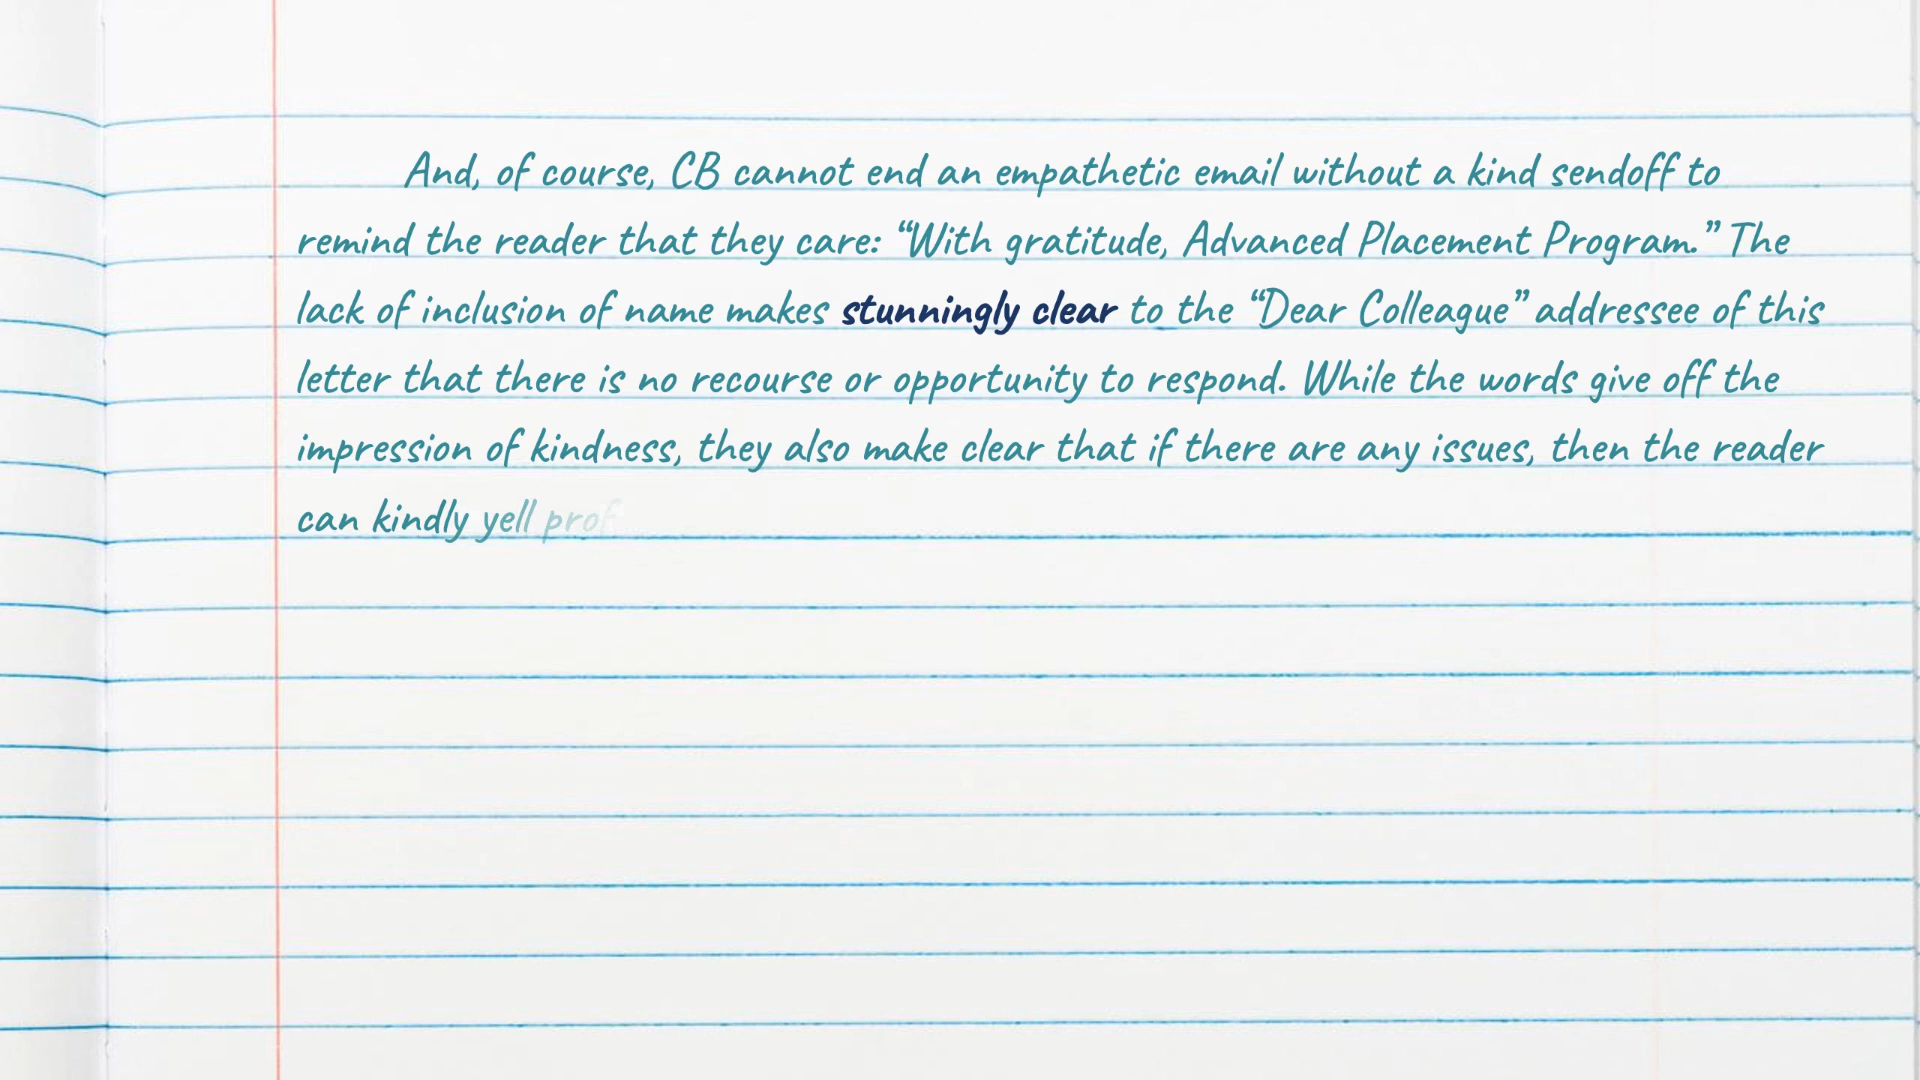 And, of course, CB cannot end an empathetic email without a kind sendoff to
remind the reader that they care: “With gratitude, Advanced Placement Program.” The
lack of inclusion of name makes stunningly clear to the “Dear Colleague” addressee of this
letter that there is no recourse or opportunity to respond. While the words give off the
impression of kindness, they also make clear that if there are any issues, then the reader
can kindly yell